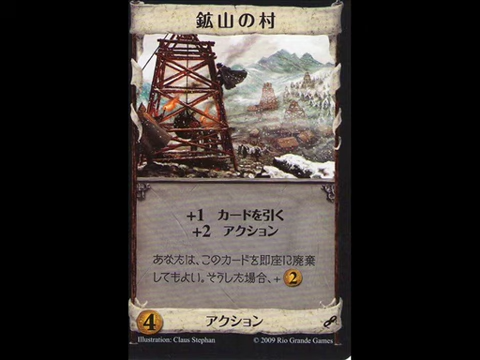 鉱山の村
+1 カードを引く
+2 アクション
あなたは、このカードを即座に廃棄
してもよい。そうした場合、+2
4 アクション
Illustration: Claus Stephan © 2009 Rio Grande Games